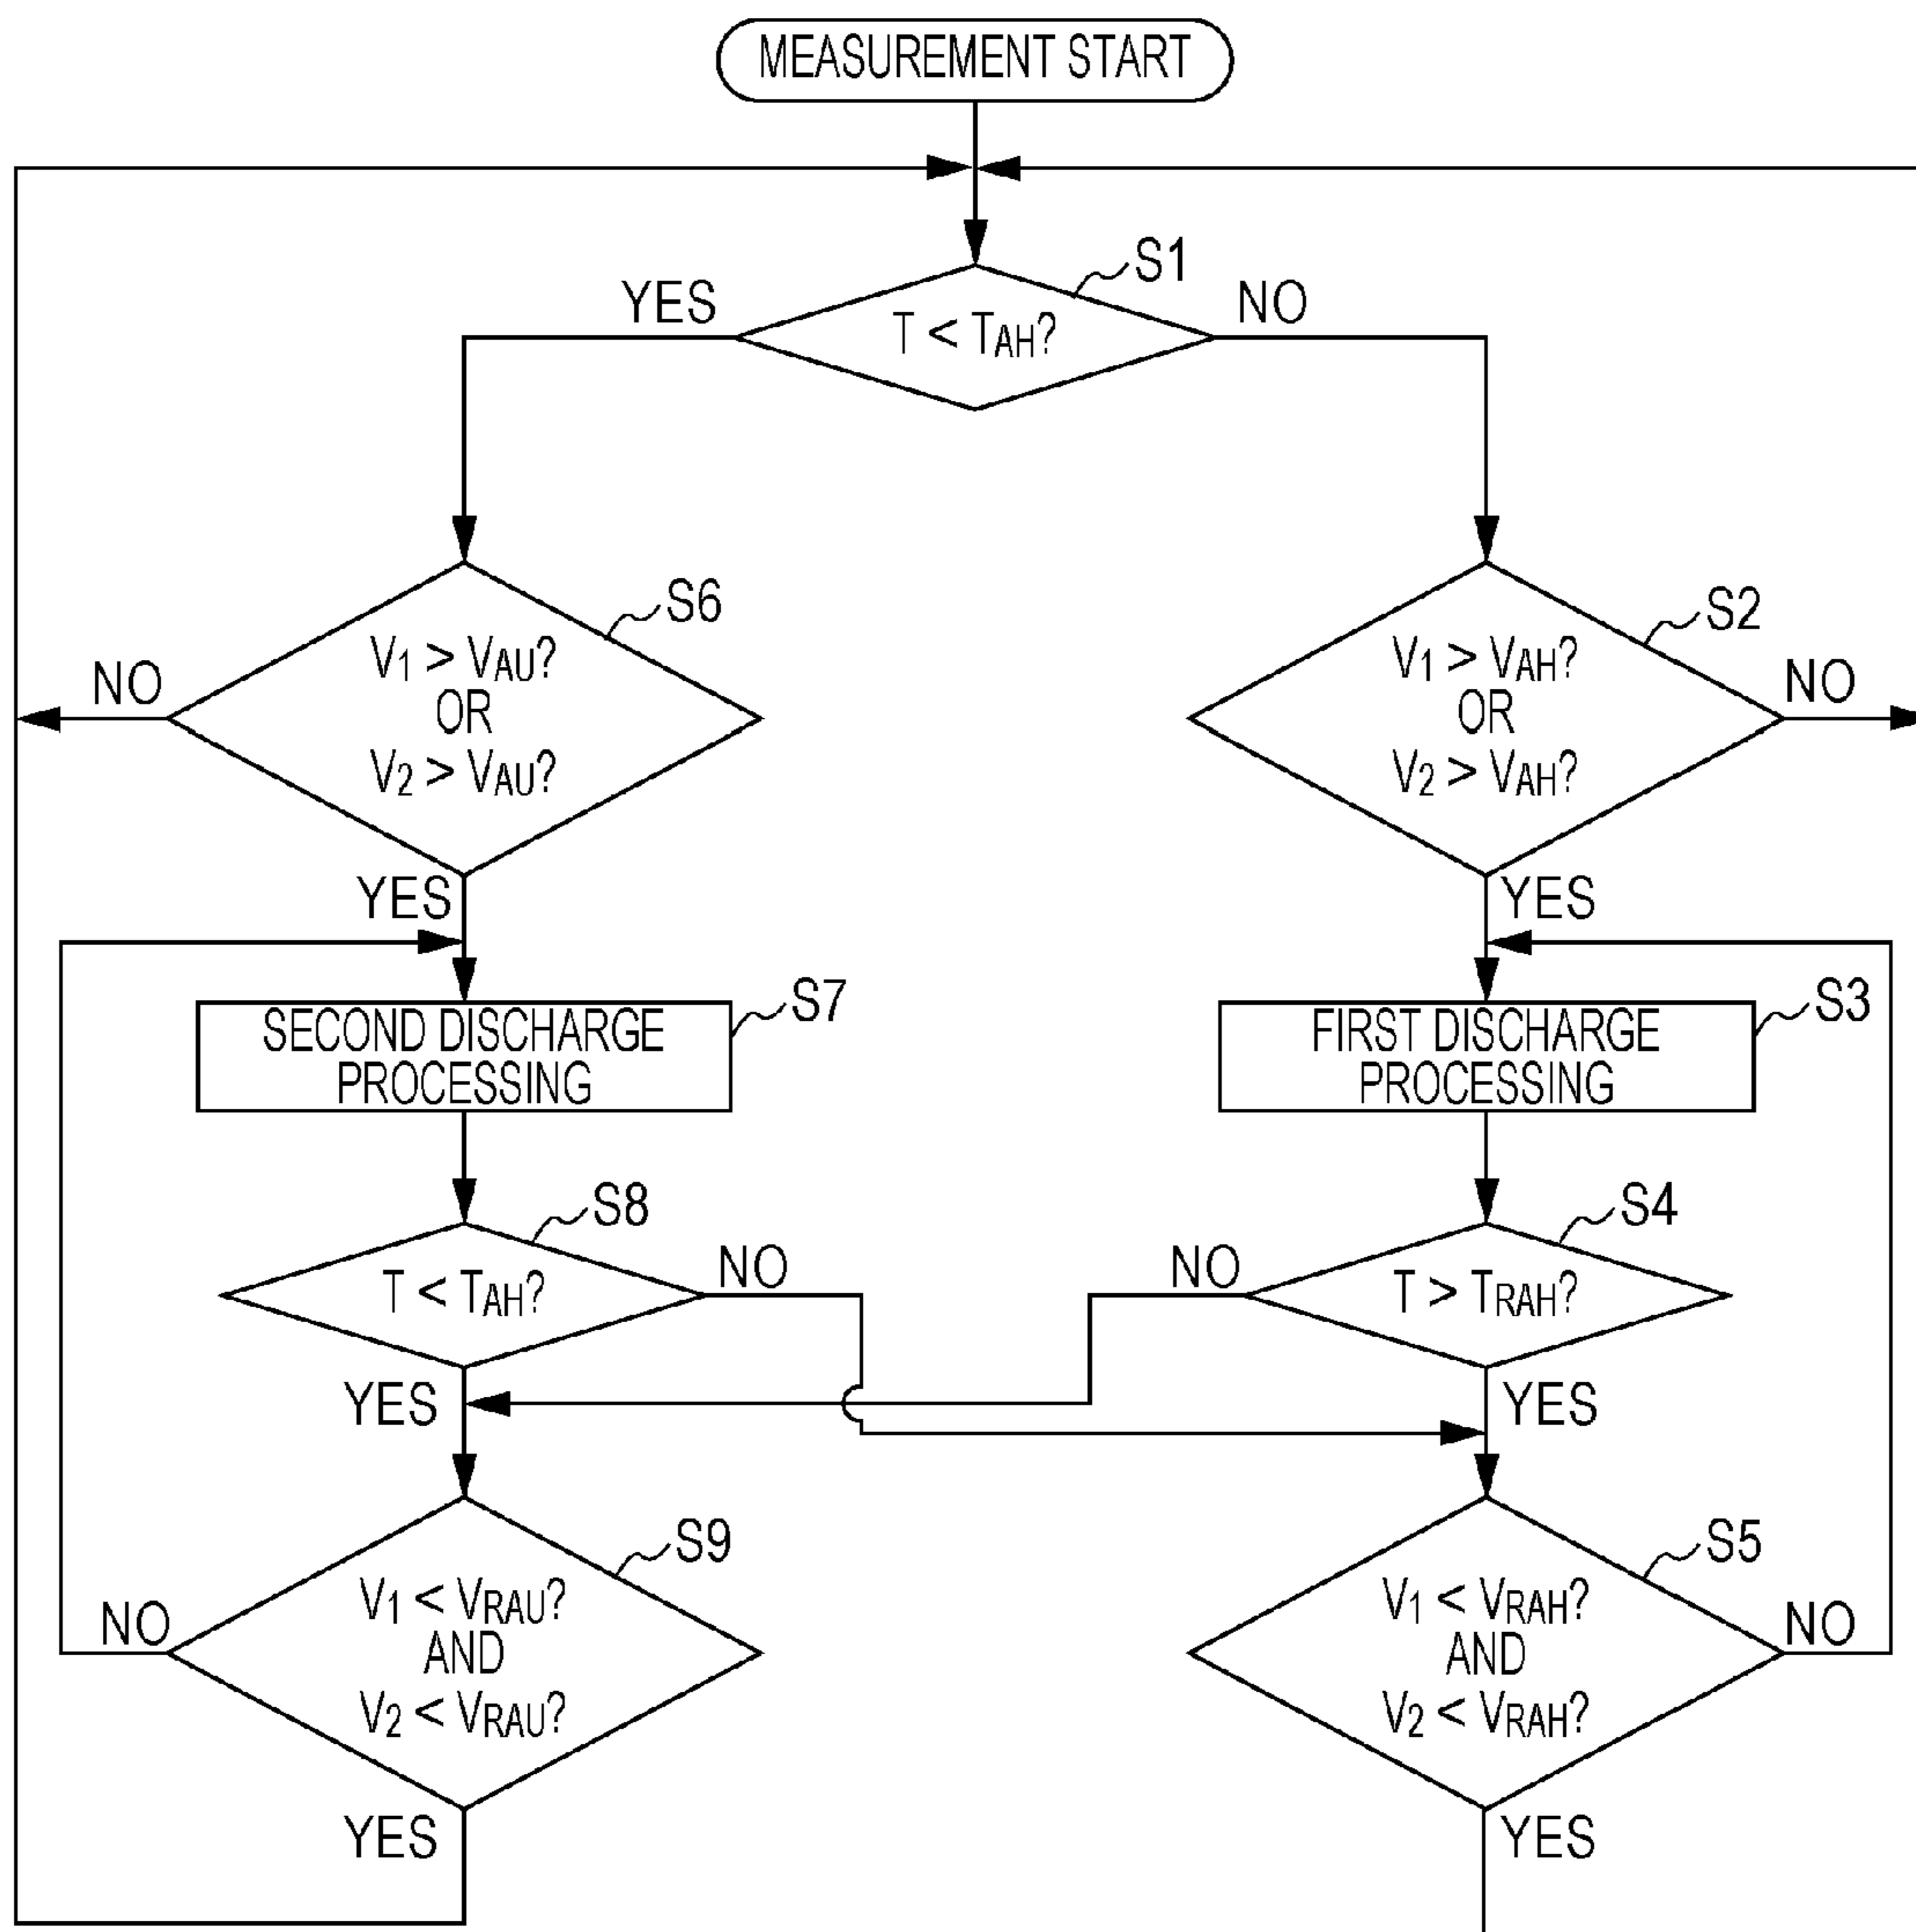 MEASUREMENT START
S1
YES
NO
T < TAH?
S6
S2
V1 > VAU?
OR
V2 > VAU?
NO
YES
V1 > VAH?
OR
V2 > VAH?
NO
YES
S7
SECOND DISCHARGE
PROCESSING
S3
FIRST DISCHARGE
PROCESSING
S8
T < TAH?
NO
YES
S4
NO
T > TRAH?
YES
S9
V1 < VRAU?
AND
V2 < VRAU?
NO
YES
S5
V1 < VRAH?
AND
V2 < VRAH?
NO
YES